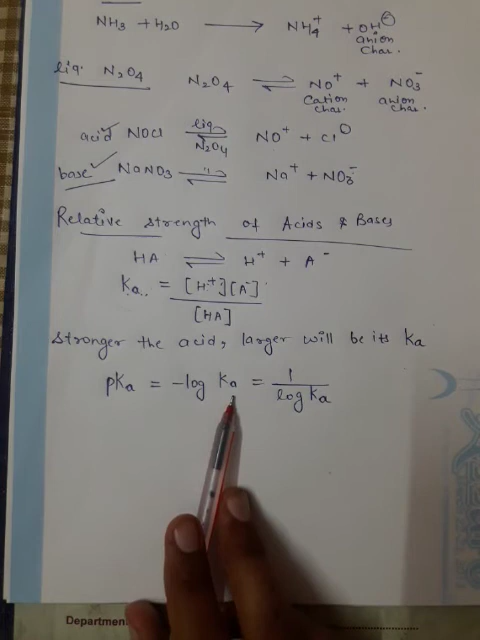 NH₃ + H₂O ⟶ NH₄⁺ + OH⊖
anion
Char.
liq. N₂O₄ N₂O₄ ⇌ NO⁺ + NO₃⁻
Cation anion
Char. char.
acid NOCl liq. N₂O₄ NO⁺ + Cl⊖
base NaNO₃ ⇌ '' Na⁺ + NO₃⁻
Relative strength of Acids & Bases
HA ⇌ H⁺ + A⁻
Ka = [H⁺][A⁻] / [HA]
stronger the acid, larger will be its Ka
pKa = -log Ka = 1 / log Ka
Department